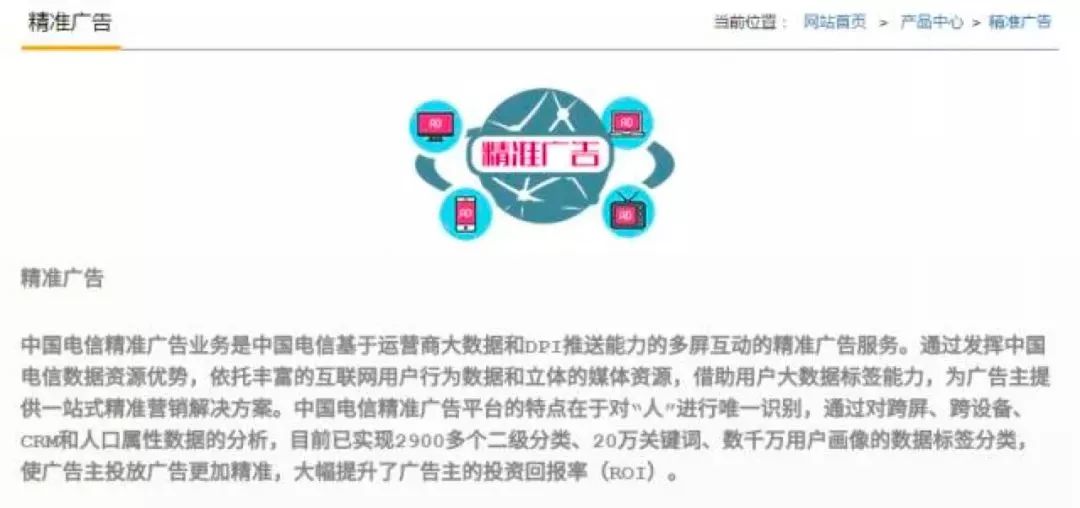 精准广告
当前位置： 网站首页 > 产品中心 > 精准广告
AD
AD
精准广告
AD
AD
精准广告
中国电信精准广告业务是中国电信基于运营商大数据和DPI推送能力的多屏互动的精准广告服务。通过发挥中国
电信数据资源优势，依托丰富的互联网用户行为数据和立体的媒体资源，借助用户大数据标签能力，为广告主提
供一站式精准营销解决方案。中国电信精准广告平台的特点在于对“人”进行唯一识别，通过对跨屏、跨设备、
CRM和人口属性数据的分析，目前已实现2900多个二级分类、20万关键词、数千万用户画像的数据标签分类，
使广告主投放广告更加精准，大幅提升了广告主的投资回报率（ROI）。